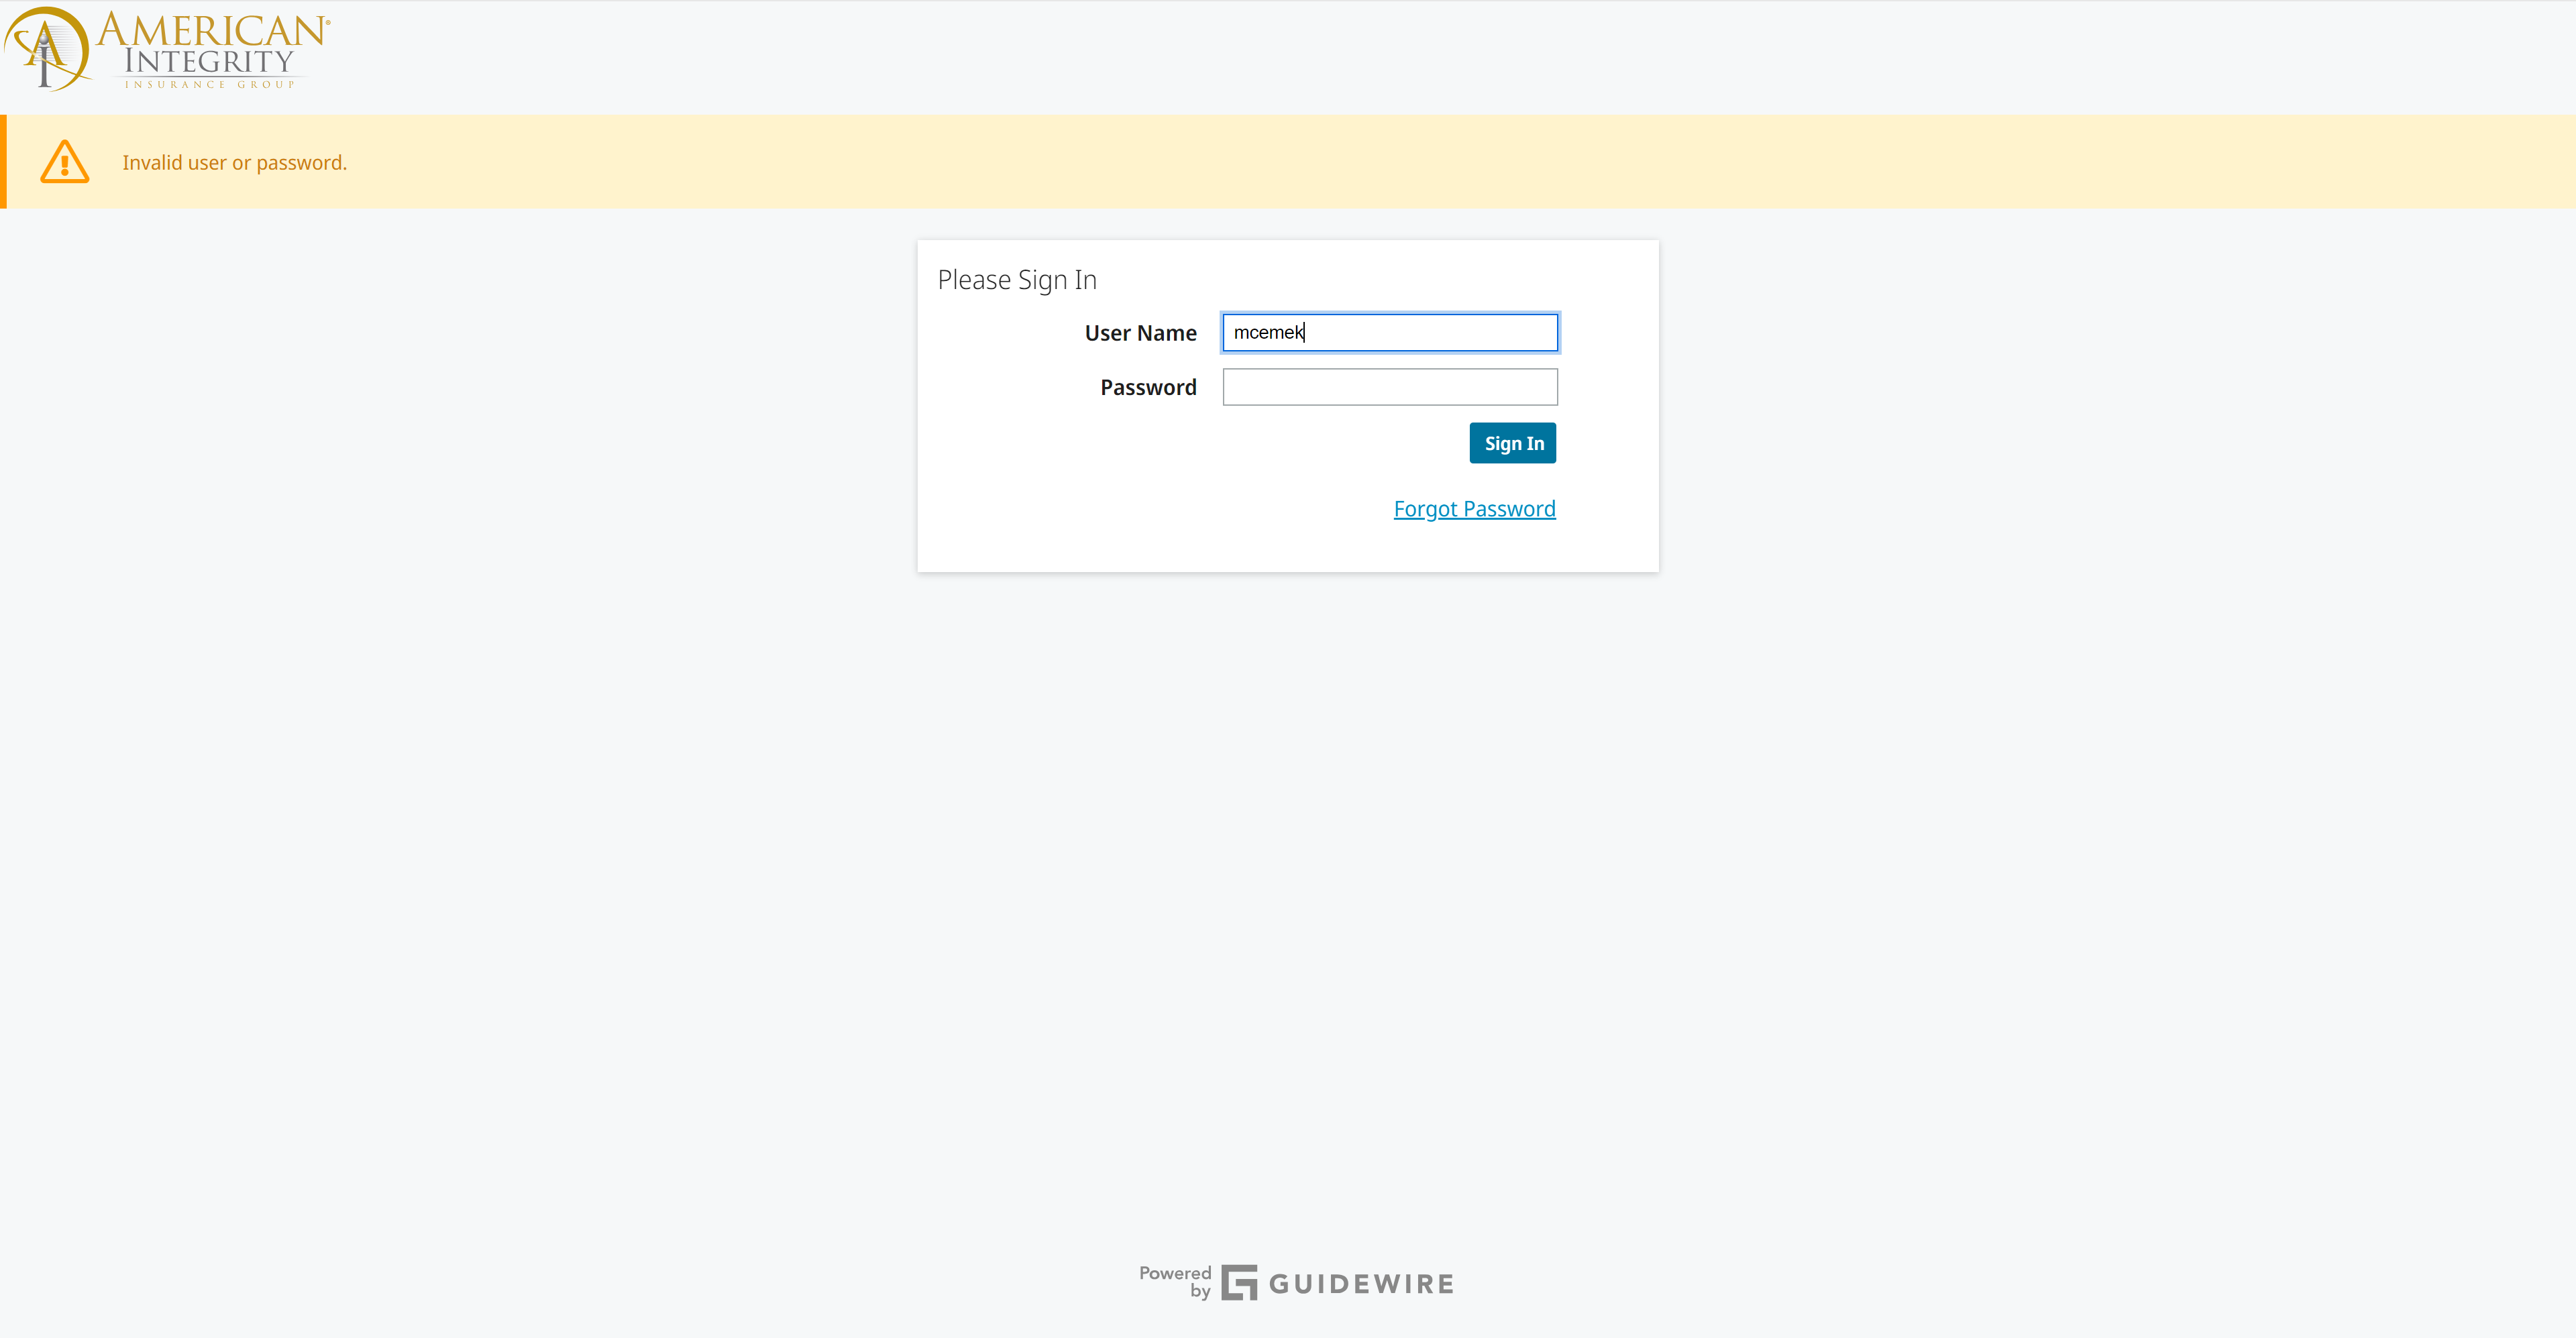 AMERICAN®
INTEGRITY
INSURANCE GROUP
Invalid user or password.
Please Sign In
User Name mcemek
Password
Sign In
Forgot Password
Powered by GUIDEWIRE